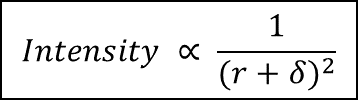 Intensity ∝ 1/(r + δ)²